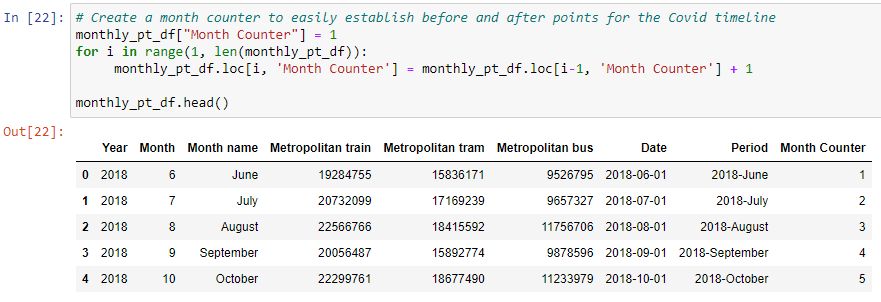 In [22]: # Create a month counter to easily establish before and after points for the Covid timeline
monthly_pt_df["Month Counter"] = 1
for i in range(1, len(monthly_pt_df)):
     monthly_pt_df.loc[i, 'Month Counter'] = monthly_pt_df.loc[i-1, 'Month Counter'] + 1
monthly_pt_df.head()
Out[22]:
Year Month Month name Metropolitan train Metropolitan tram Metropolitan bus Date Period Month Counter
0 2018 6 June 19284755 15836171 9526795 2018-06-01 2018-June 1
1 2018 7 July 20732099 17169239 9657327 2018-07-01 2018-July 2
2 2018 8 August 22566766 18415592 11756706 2018-08-01 2018-August 3
3 2018 9 September 20056487 15892774 9878596 2018-09-01 2018-September 4
4 2018 10 October 22299761 18677490 11233979 2018-10-01 2018-October 5